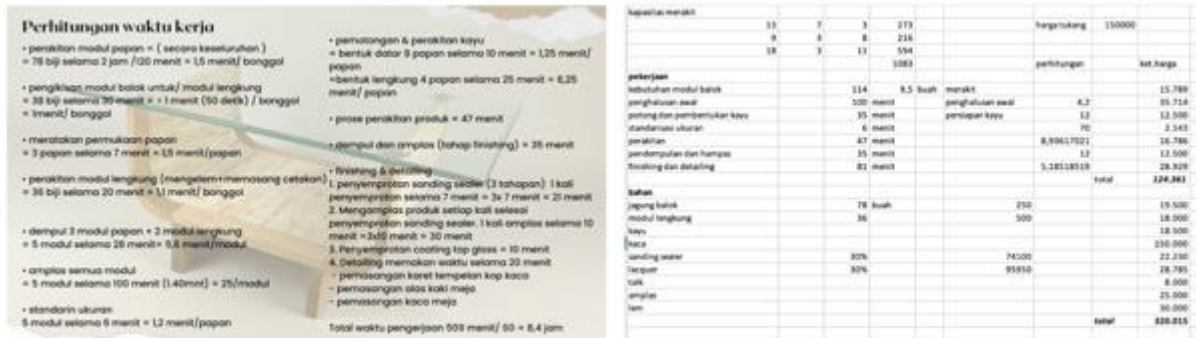 Perhitungan waktu kerja
• perakitan modul papan = ( secara keseluruhan )
= 78 biji selama 2 jam /120 menit = 1,5 menit/ bonggol
• pengikisan modul balok untuk/ modul lengkung
= 38 biji selama 30 menit = ± 1 menit (50 detik) / bonggol
= 1menit/ bonggol
• meratakan permukaan papan
= 3 papan selama 7 menit = 1,5 menit/papan
• perakitan modul lengkung (mengelem+memasang cetakan)
= 36 biji selama 20 menit = 1,1 menit/ bonggol
• dempul 3 modul papan + 2 modul lengkung
= 5 modul selama 28 menit= 5,6 menit/modul
• amplas semua modul
= 5 modul selama 100 menit (1.40mnt) = 25/modul
• standarin ukuran
5 modul selama 6 menit = 1,2 menit/papan
• pemotongan & perakitan kayu
= bentuk datar 8 papan selama 10 menit = 1,25 menit/
papan
=bentuk lengkung 4 papan selama 25 menit = 6,25
menit/ papan
• prose perakitan produk = 47 menit
• dempul dan amplos (tahap finishing) = 35 menit
• finishing & detailing
1. penyemprotan sanding sealer (3 tahapan) 1 kali
penyemprotan selama 7 menit = 3x 7 menit = 21 menit
2. Mengamplas produk setiap kali selesai
penyemprotan sanding sealer. 1 kali amplos selama 10
menit =3x10 menit = 30 menit
3. Penyemprotan coating top gloss = 10 menit
4. Detailing memakan waktu selama 20 menit
- pemasangan karet tempelan kop kaca
- pemasangan alas kaki meja
- pemasangan kaca meja
Total waktu pengerjaan 509 menit/ 60 = 8,4 jam
kapasitas merakit
13 7 3 273 harga tukang 150000
9 3 8 216
18 3 11 594
1083 perhitungan ket.harga
pekerjaan
kebutuhan modul balok 114 9,5 buah merakit 15.789
penghalusan awal 100 menit penghalusan awal 4,2 35.714
potong dan pembentukan kayu 35 menit persiapan kayu 12 12.500
standarisasi ukuran 6 menit 70 2.143
perakitan 47 menit 8,93617021 16.786
pendempulan dan hampas 35 menit 12 12.500
finishing dan detailing 81 menit 5,18518519 28.929
total 124.361
bahan
jagung balok 78 buah 250 19.500
modul lengkung 36 500 18.000
kayu 18.500
kaca 150.000
sanding sealer 30% 74100 22.230
lacquer 30% 95950 28.785
talk 8.000
amplas 25.000
lem 30.000
total 320.015